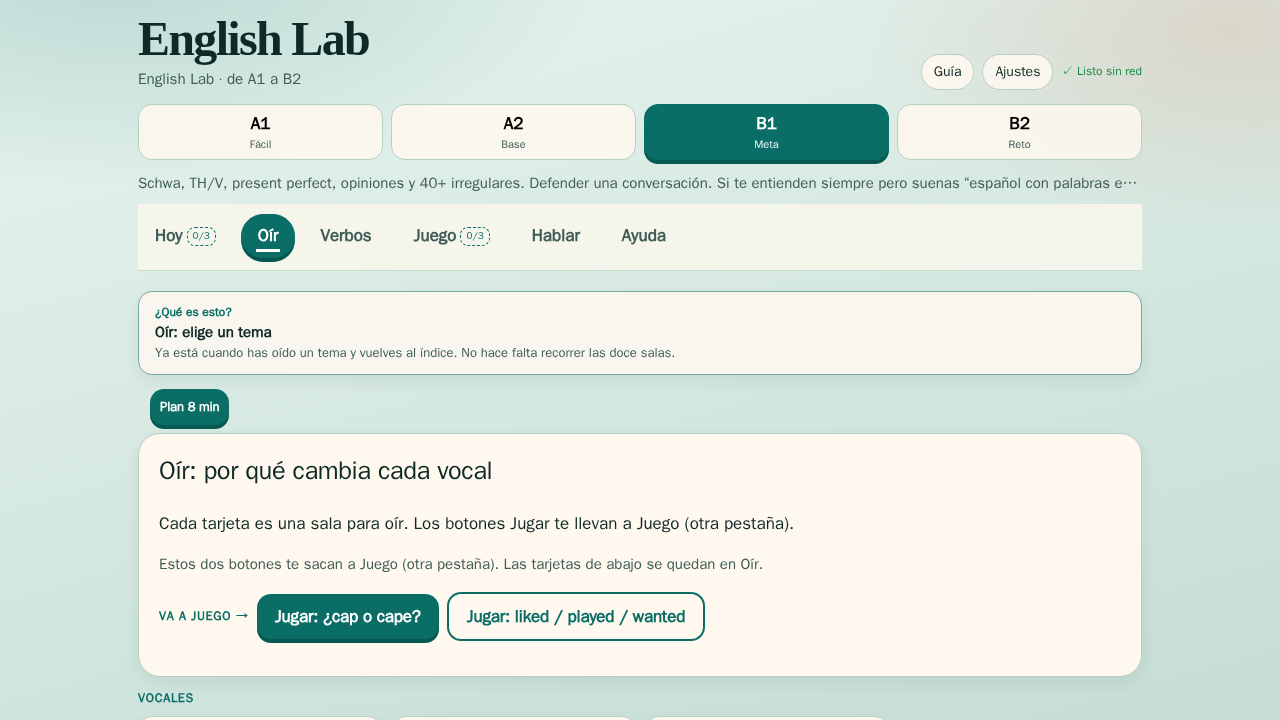 English Lab
English Lab · de A1 a B2
Guía
Ajustes
✓ Listo sin red
A1
Fácil
A2
Base
B1
Meta
B2
Reto
Schwa, TH/V, present perfect, opiniones y 40+ irregulares. Defender una conversación. Si te entienden siempre pero suenas “español con palabras e…
Hoy 0/3
Oír
Verbos
Juego 0/3
Hablar
Ayuda
¿Qué es esto?
Oír: elige un tema
Ya está cuando has oído un tema y vuelves al índice. No hace falta recorrer las doce salas.
Plan 8 min
Oír: por qué cambia cada vocal
Cada tarjeta es una sala para oír. Los botones Jugar te llevan a Juego (otra pestaña).
Estos dos botones te sacan a Juego (otra pestaña). Las tarjetas de abajo se quedan en Oír.
VA A JUEGO →
Jugar: ¿cap o cape?
Jugar: liked / played / wanted
VOCALES